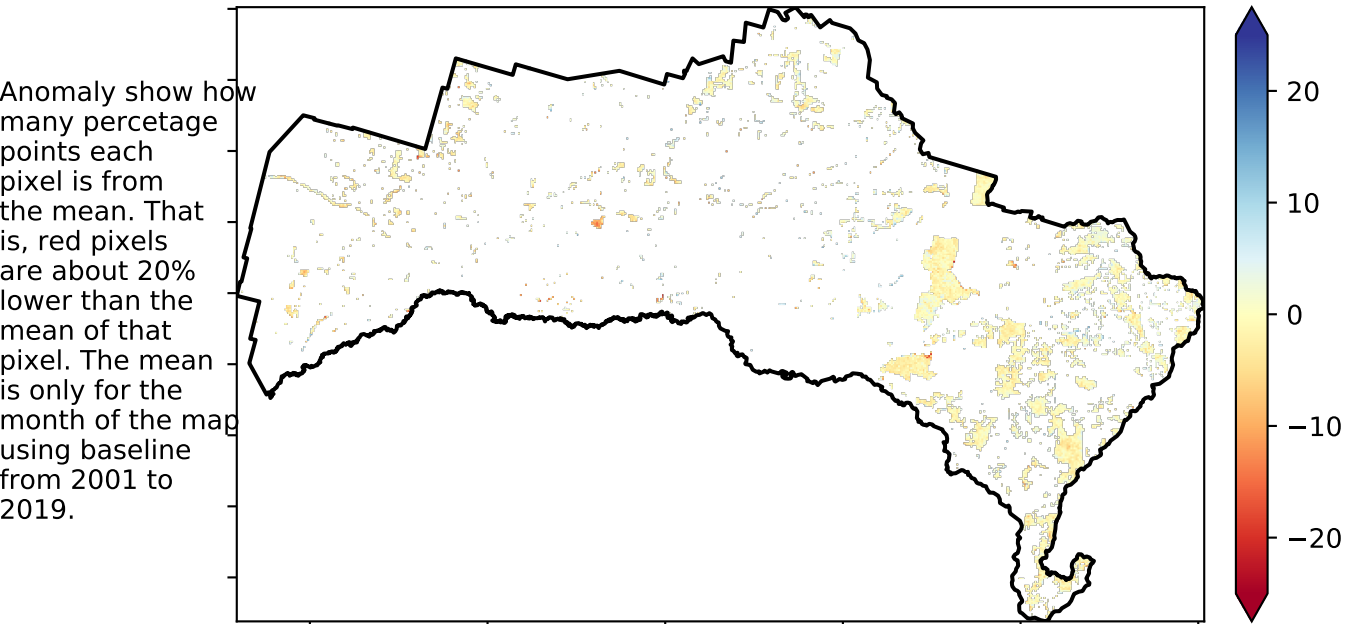 Anomaly show how
many percetage
points each
pixel is from
the mean. That
is, red pixels
are about 20%
lower than the
mean of that
pixel. The mean
is only for the
month of the map
using baseline
from 2001 to
2019.
20
10
0
−10
−20